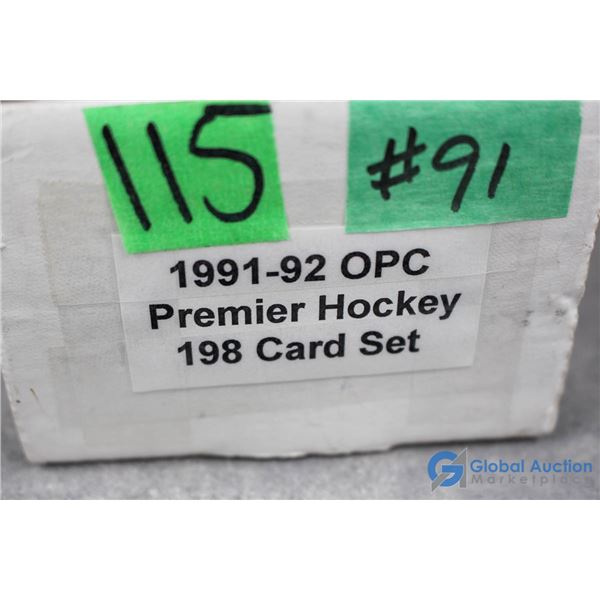 115
#91
1991-92 OPC
Premier Hockey
198 Card Set
Global Auction
Marketplace